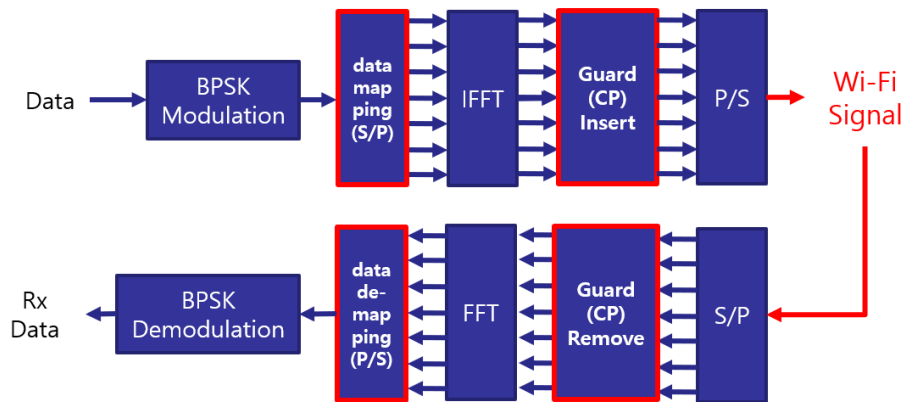 Data
BPSK
Modulation
data
map
ping
(S/P)
IFFT
Guard
(CP)
Insert
P/S
Wi-Fi
Signal
Rx
Data
BPSK
Demodulation
data
de-
map
ping
(P/S)
FFT
Guard
(CP)
Remove
S/P